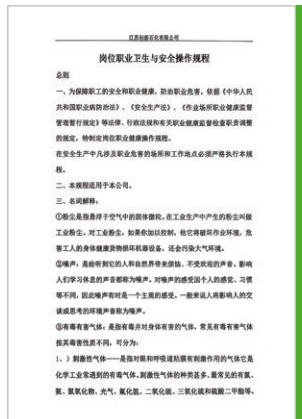 江苏创新石化有限公司
岗位职业卫生与安全操作规程
总则
一、为保障职工的安全和职业健康，防治职业危害，依据《中华人民
共和国职业病防治法》、《安全生产法》、《作业场所职业健康监督
管理暂行规定》等法律、行政法规和有关职业健康监督检查职责调整
的规定，特制定岗位职业健康操作规程。
在安全生产中凡涉及职业危害的场所和工作地点必须严格执行本规
程。
二、本规程适用于本公司。
三、名词解释：
①粉尘是指悬浮于空气中的固体微粒。在工业生产中产生的粉尘叫做
工业粉尘。对工业粉尘，如果你加以控制，他它将破坏作业环境，危
害工人的身体健康货物损坏机器设备，还会污染大气环境。
②噪声：是给听到它的人和自然界带来烦恼、不受欢迎的声音。影响
人们学习休息的声音都称为噪声。对噪声的感受因个人的感觉、习惯
等不同，因此噪声有时是一个主观的感受。一般来说人将影响人的交
谈或思考的环境声音称为噪声。
③有毒有害气体：是指有毒并对身体有害的气体，常见有毒有害气体
按其毒害性质不同，可分为：
1、）刺激性气体——是指对眼和呼吸道粘膜有刺激作用的气体它是
化学工业常遇到的有毒气体。刺激性气体的种类甚多，最常见的有氯、
氨、氮氧化物、光气、氟化氢、二氧化硫、三氧化硫和硫酸二甲酯等。